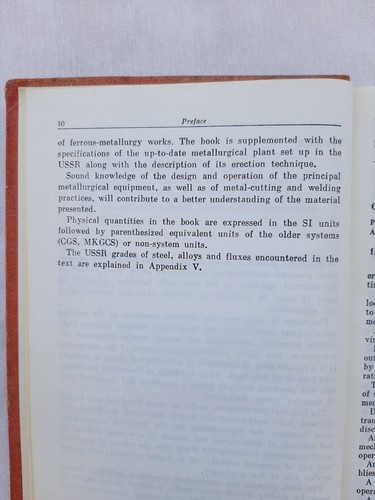 10
Preface
of ferrous-metallurgy works. The book is supplemented with the
specifications of the up-to-date metallurgical plant set up in the
USSR along with the description of its erection technique.
Sound knowledge of the design and operation of the principal
metallurgical equipment, as well as of metal-cutting and welding
practices, will contribute to a better understanding of the material
presented.
Physical quantities in the book are expressed in the SI units
followed by parenthesized equivalent units of the older systems
(CGS, MKGCS) or non-system units.
The USSR grades of steel, alloys and fluxes encountered in the
text are explained in Appendix V.